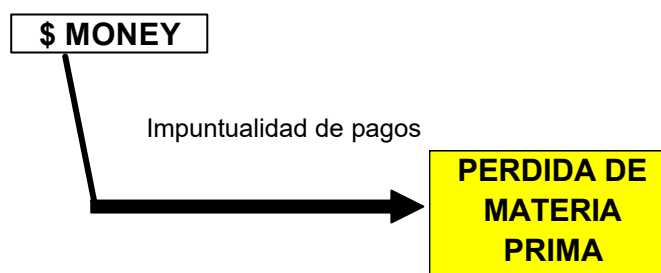 $ MONEY
Impuntualidad de pagos
PERDIDA DE
MATERIA
PRIMA